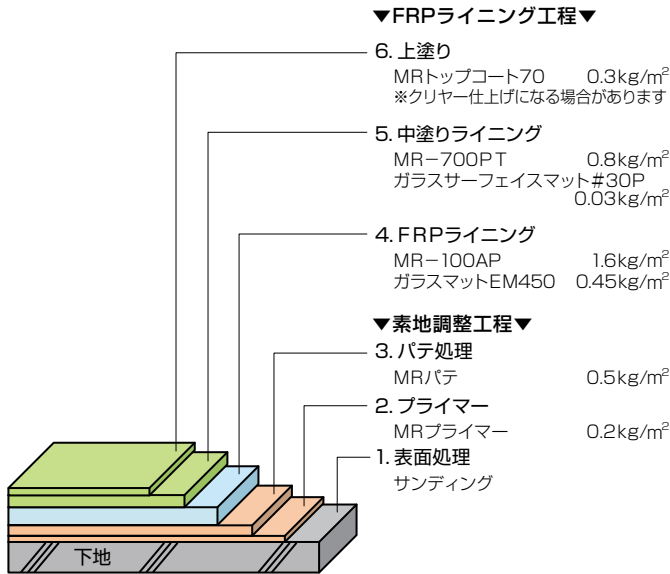 ▼FRPライニング工程▼
6. 上塗り
MRトップコート70 0.3kg/m²
※クリヤー仕上げになる場合があります
5. 中塗りライニング
MR−700PT 0.8kg/m²
ガラスサーフェイスマット#30P
0.03kg/m²
4. FRPライニング
MR−100AP 1.6kg/m²
ガラスマットEM450 0.45kg/m²
▼素地調整工程▼
3. パテ処理
MRパテ 0.5kg/m²
2. プライマー
MRプライマー 0.2kg/m²
1. 表面処理
サンディング
下地